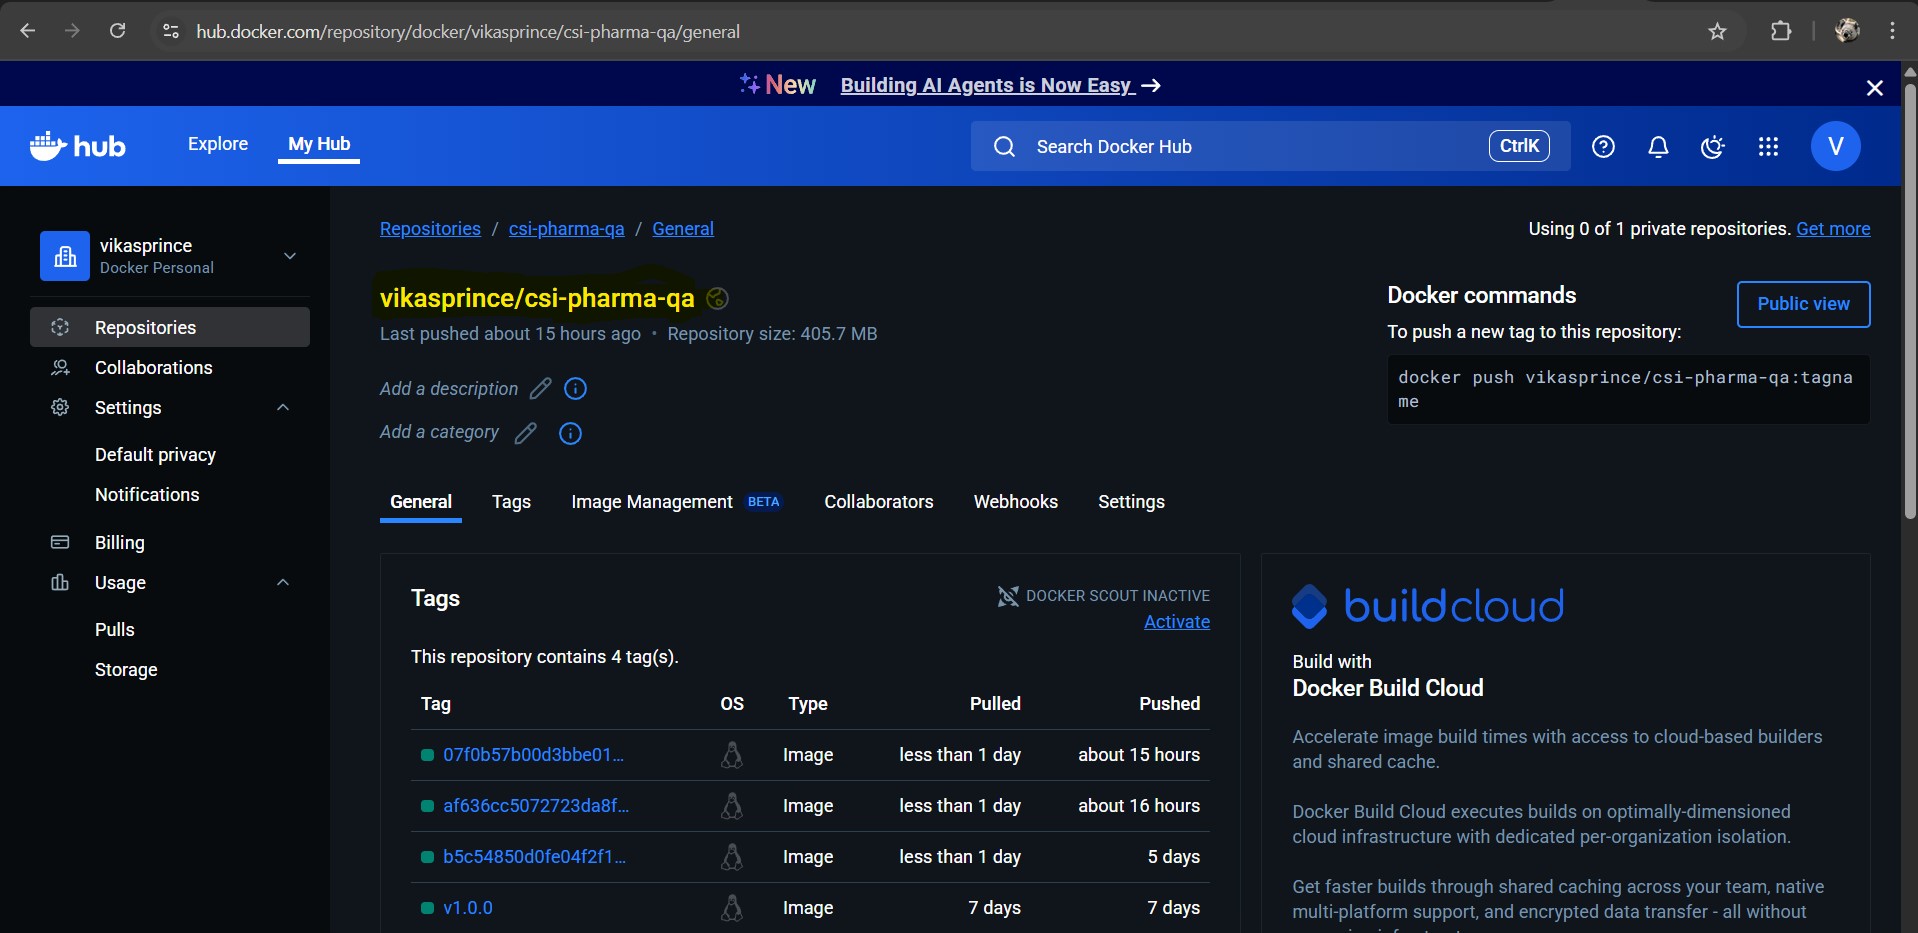 hub.docker.com/repository/docker/vikasprince/csi-pharma-qa/general
New Building AI Agents is Now Easy →
hub
Explore
My Hub
Search Docker Hub
CtrlK
V
vikasprince
Docker Personal
Repositories
Collaborations
Settings
Default privacy
Notifications
Billing
Usage
Pulls
Storage
Repositories / csi-pharma-qa / General
Using 0 of 1 private repositories. Get more
vikasprince/csi-pharma-qa
Last pushed about 15 hours ago • Repository size: 405.7 MB
Add a description
Add a category
Docker commands
Public view
To push a new tag to this repository:
docker push vikasprince/csi-pharma-qa:tagna
me
General Tags Image Management BETA Collaborators Webhooks Settings
Tags
DOCKER SCOUT INACTIVE
Activate
This repository contains 4 tag(s).
Tag OS Type Pulled Pushed
07f0b57b00d3bbe01... Image less than 1 day about 15 hours
af636cc5072723da8f... Image less than 1 day about 16 hours
b5c54850d0fe04f2f1... Image less than 1 day 5 days
v1.0.0 Image 7 days 7 days
buildcloud
Build with
Docker Build Cloud
Accelerate image build times with access to cloud-based builders
and shared cache.
Docker Build Cloud executes builds on optimally-dimensioned
cloud infrastructure with dedicated per-organization isolation.
Get faster builds through shared caching across your team, native
multi-platform support, and encrypted data transfer - all without